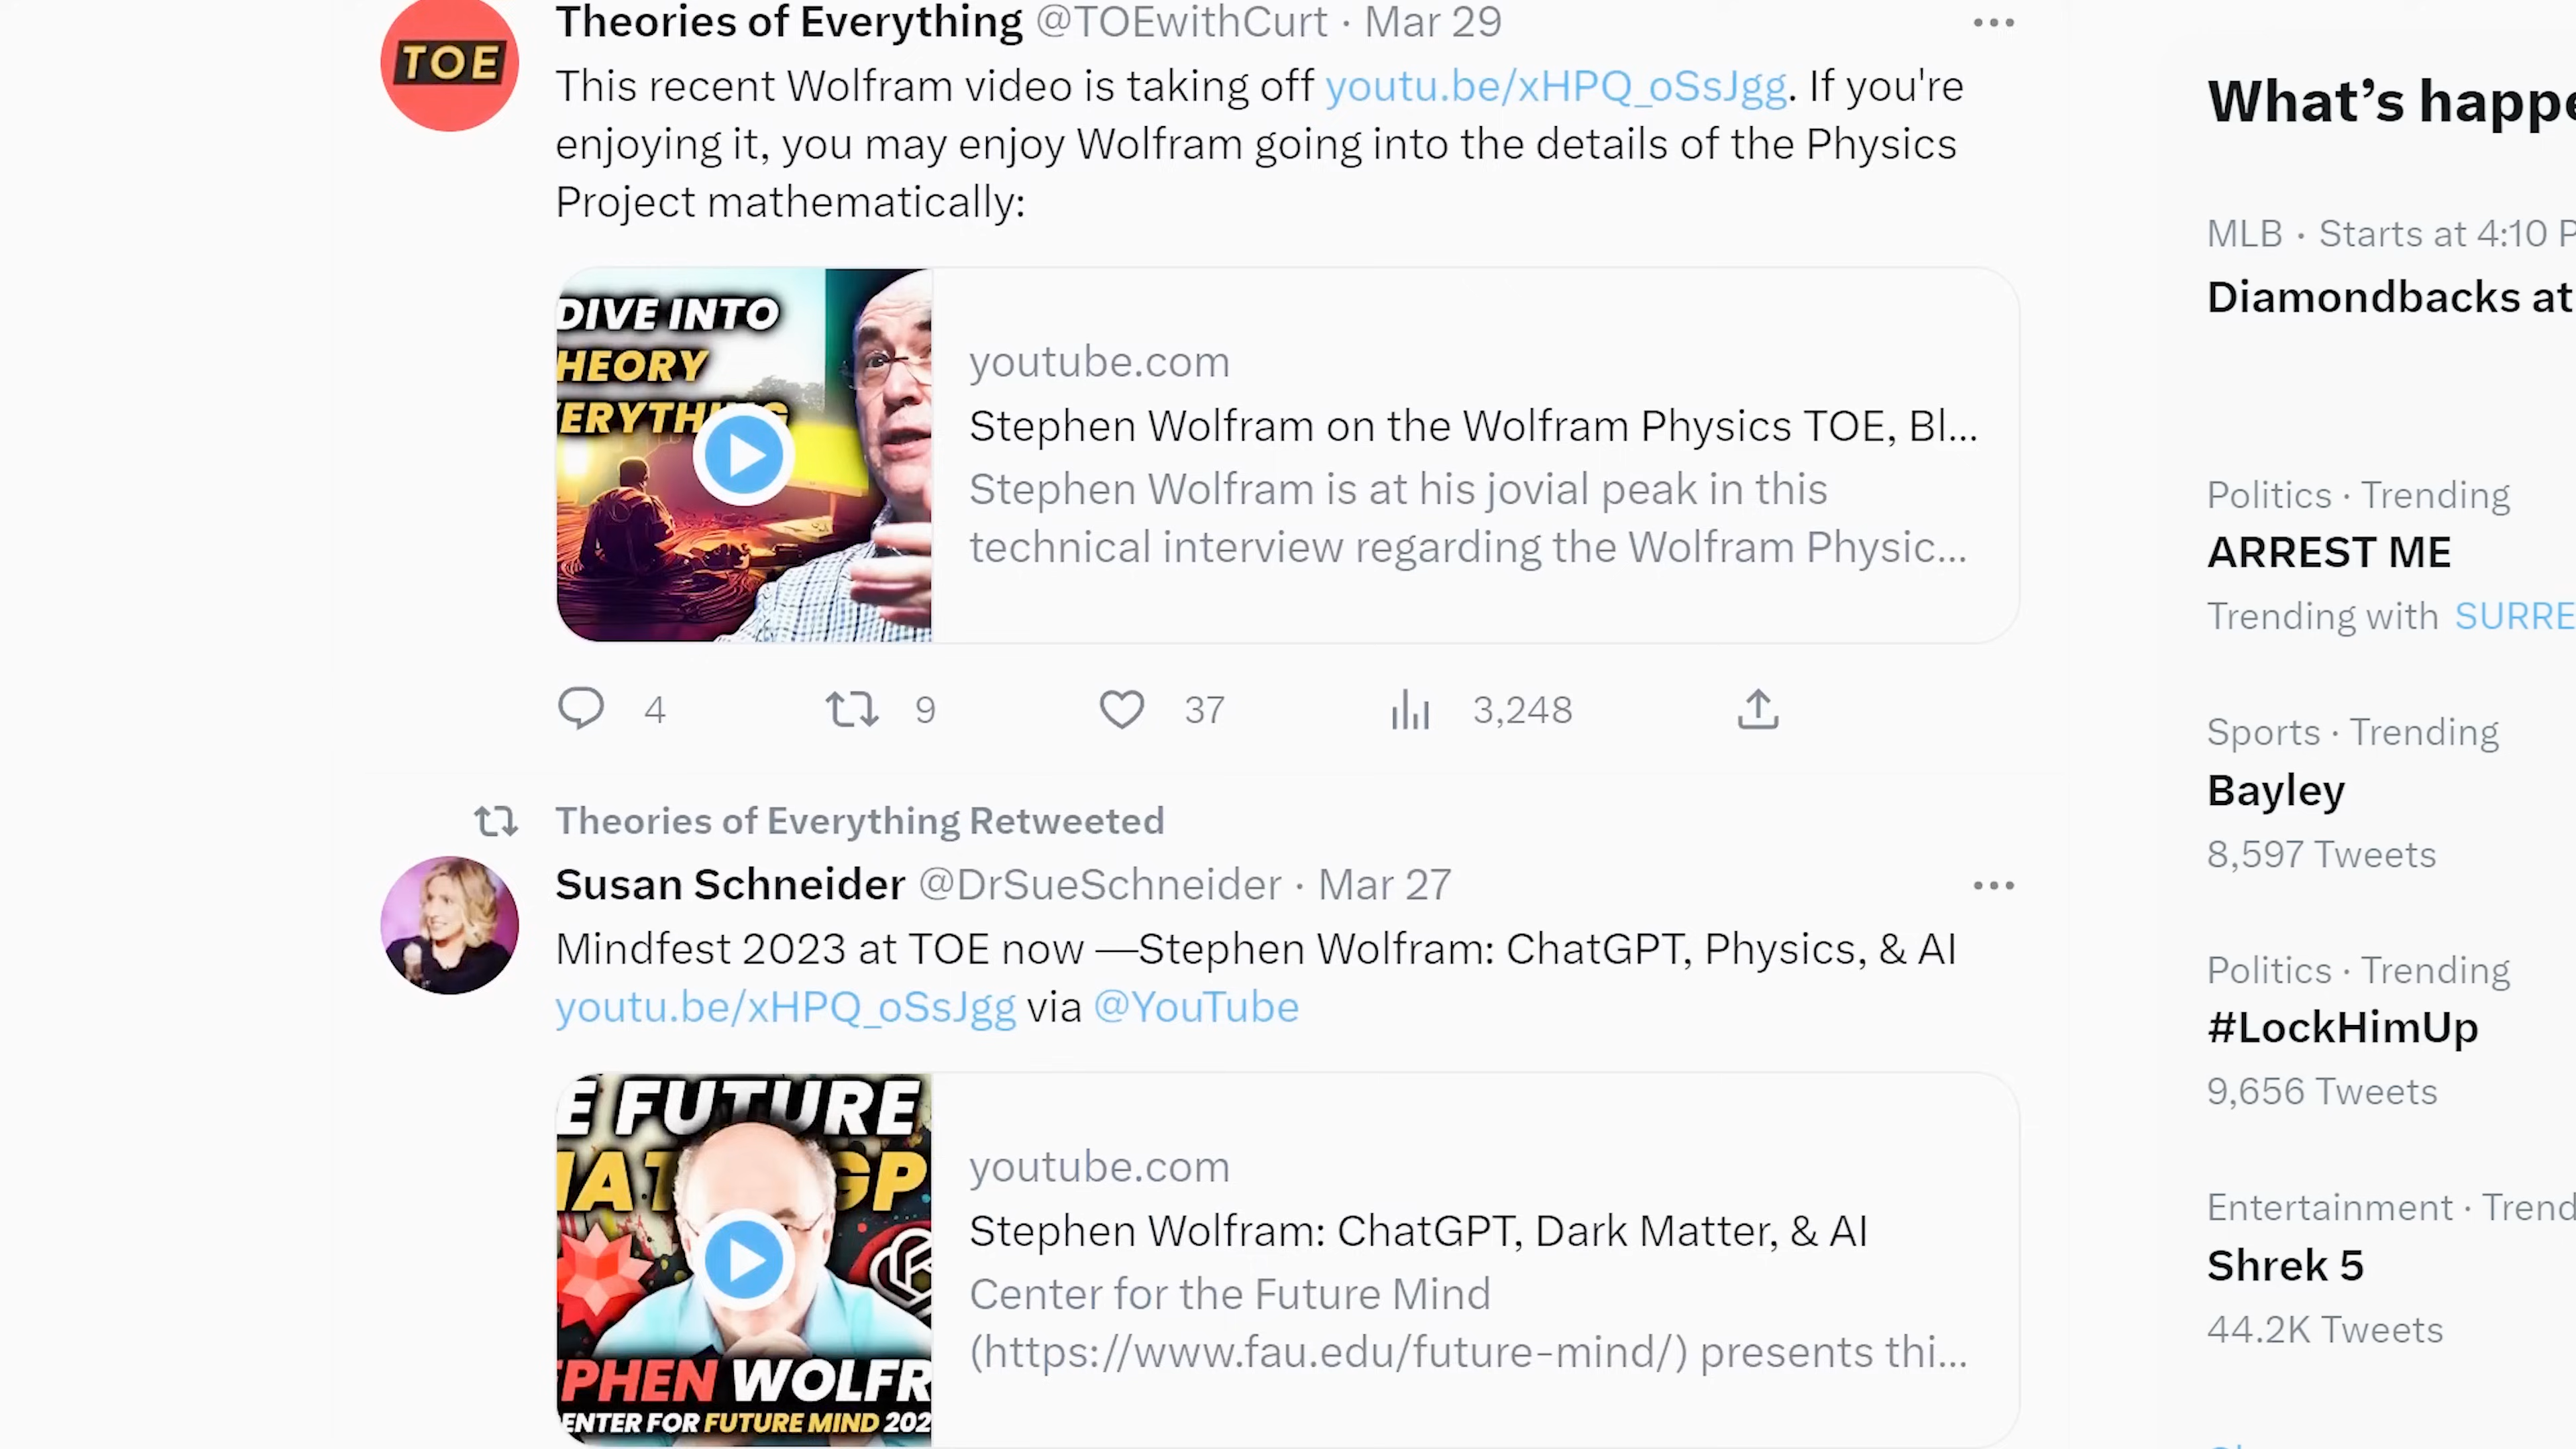 TOE
Theories of Everything @TOEwithCurt · Mar 29
This recent Wolfram video is taking off youtu.be/xHPQ_oSsJgg. If you're
enjoying it, you may enjoy Wolfram going into the details of the Physics
Project mathematically:
DIVE INTO
HEORY
ERYTHING
youtube.com
Stephen Wolfram on the Wolfram Physics TOE, Bl...
Stephen Wolfram is at his jovial peak in this
technical interview regarding the Wolfram Physic...
4 9 37 3,248
Theories of Everything Retweeted
Susan Schneider @DrSueSchneider · Mar 27
Mindfest 2023 at TOE now —Stephen Wolfram: ChatGPT, Physics, & AI
youtu.be/xHPQ_oSsJgg via @YouTube
E FUTURE
HAT GP
PHEN WOLFR
ENTER FOR FUTURE MIND 202
youtube.com
Stephen Wolfram: ChatGPT, Dark Matter, & AI
Center for the Future Mind
(https://www.fau.edu/future-mind/) presents thi...
What’s happe
MLB · Starts at 4:10 P
Diamondbacks at
Politics · Trending
ARREST ME
Trending with SURRE
Sports · Trending
Bayley
8,597 Tweets
Politics · Trending
#LockHimUp
9,656 Tweets
Entertainment · Trend
Shrek 5
44.2K Tweets